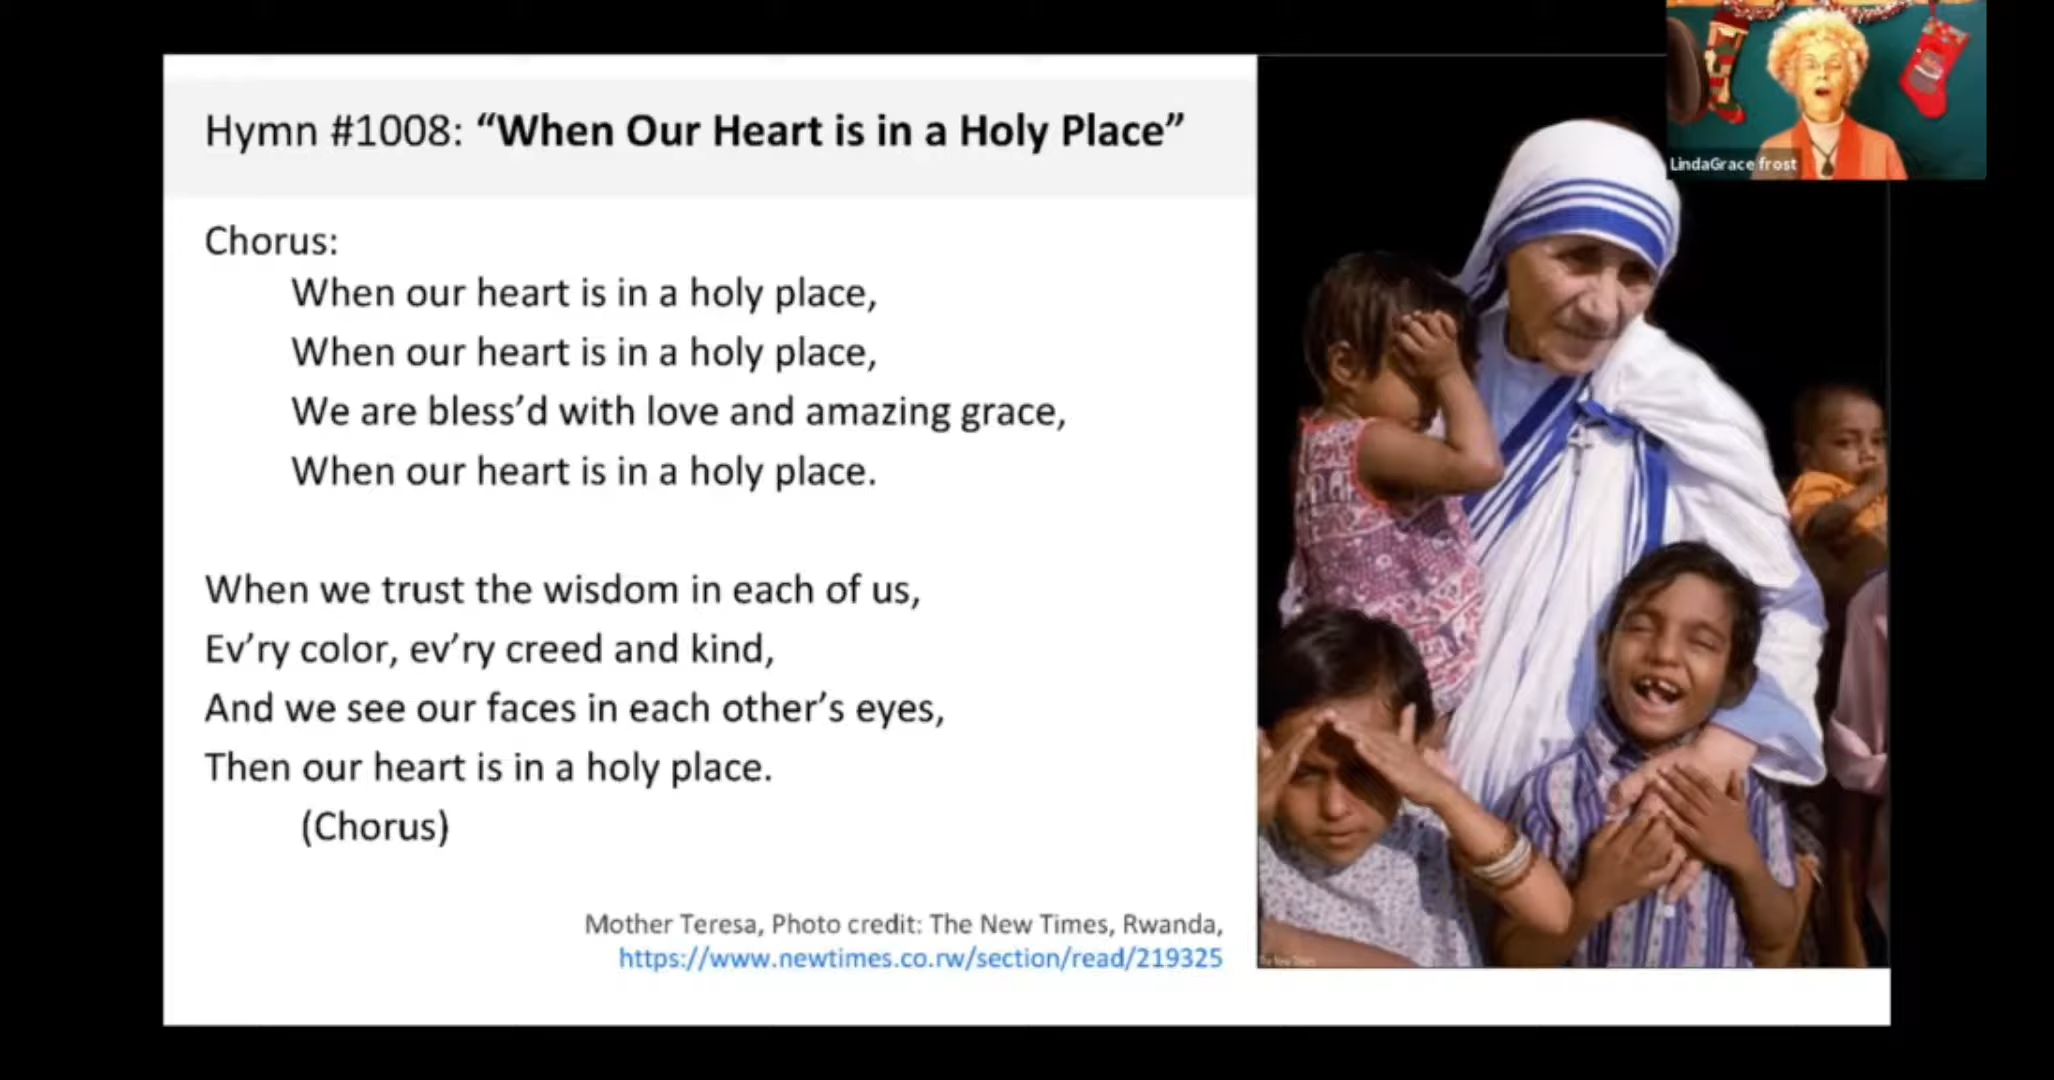 Hymn #1008: “When Our Heart is in a Holy Place”
LindaGrace frost
Chorus:
When our heart is in a holy place,
When our heart is in a holy place,
We are bless’d with love and amazing grace,
When our heart is in a holy place.
When we trust the wisdom in each of us,
Ev’ry color, ev’ry creed and kind,
And we see our faces in each other’s eyes,
Then our heart is in a holy place.
(Chorus)
Mother Teresa, Photo credit: The New Times, Rwanda,
https://www.newtimes.co.rw/section/read/219325
The New Times